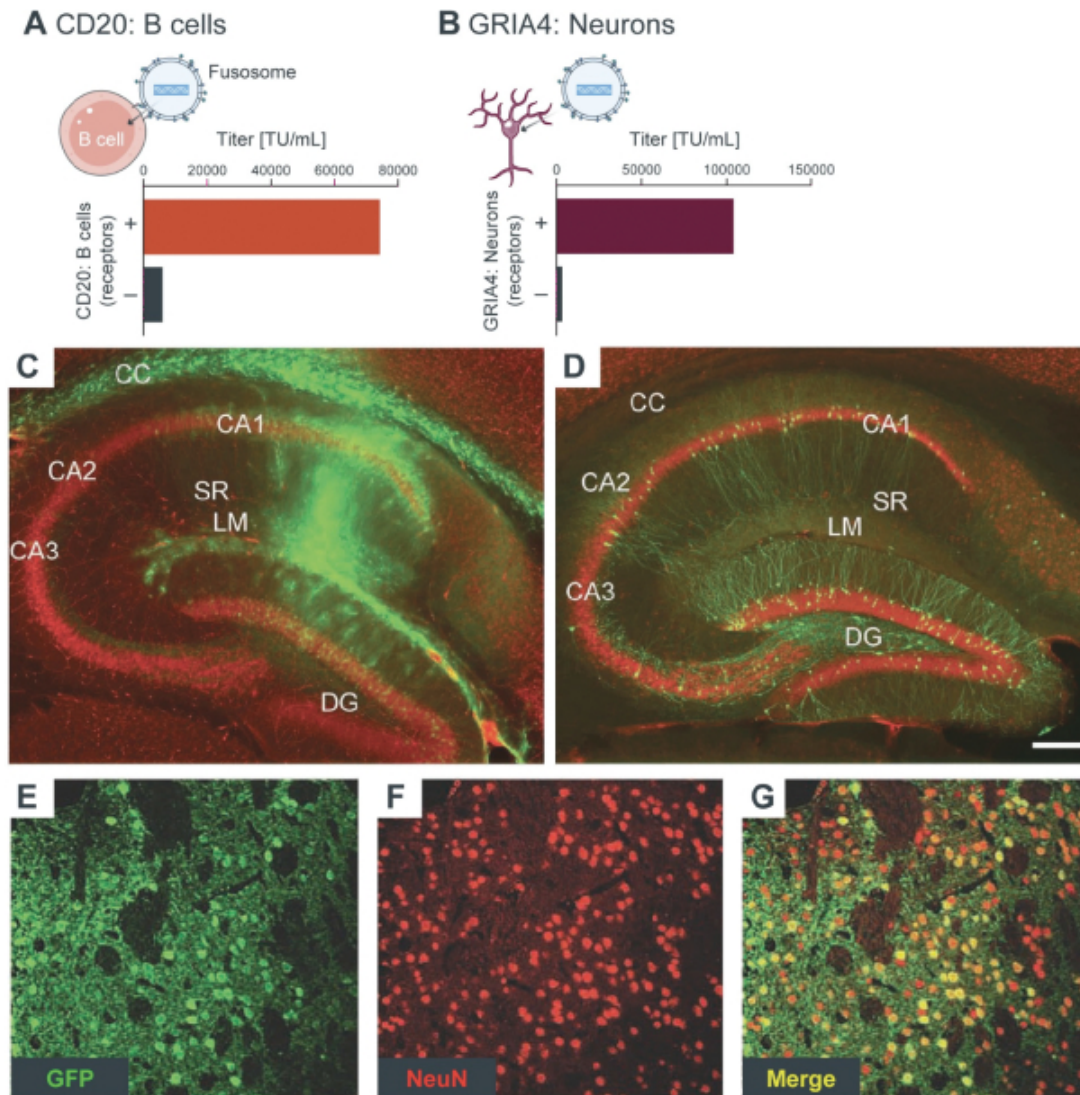 A CD20: B cells
Fusosome
B cell
Titer [TU/mL]
0 20000 40000 60000 80000
CD20: B cells
(receptors)
+
–
B GRIA4: Neurons
Titer [TU/mL]
0 50000 100000 150000
GRIA4: Neurons
(receptors)
+
–
C
CC
CA1
CA2
SR
LM
CA3
DG
D
CC
CA1
CA2
SR
LM
CA3
DG
E
GFP
F
NeuN
G
Merge